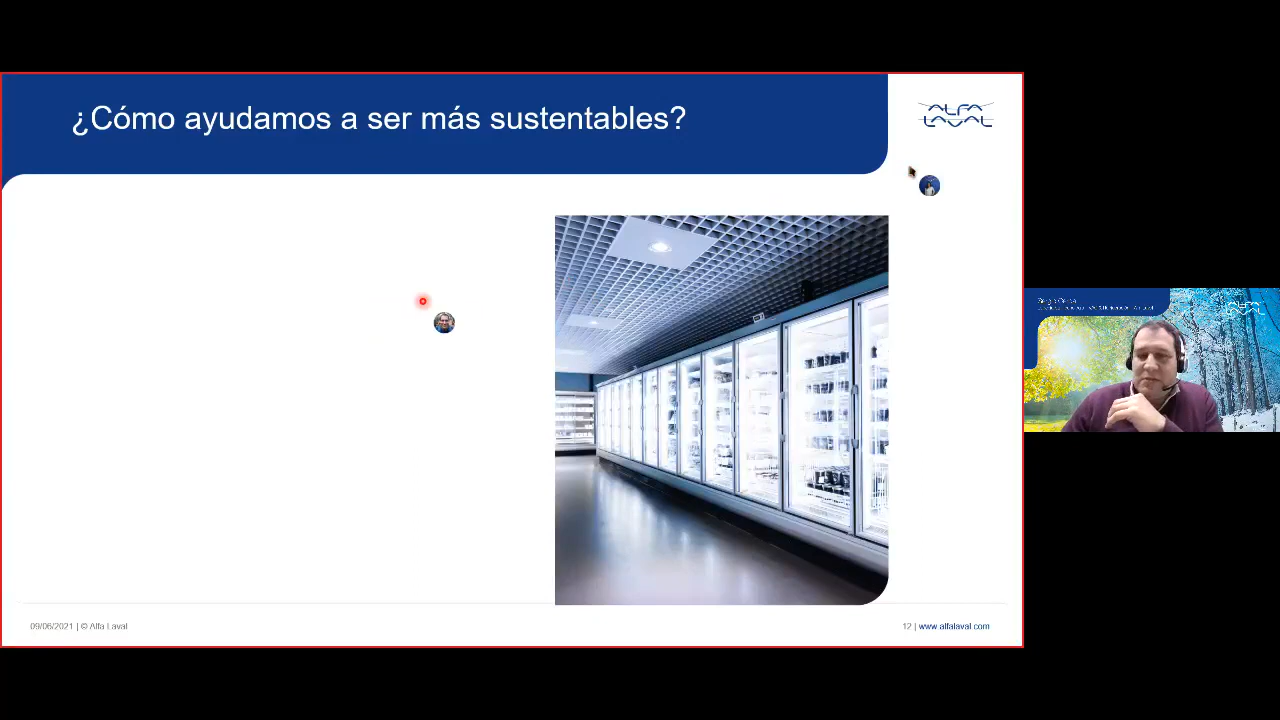 ¿Cómo ayudamos a ser más sustentables?
ALFA
LAVAL
09/06/2021 | © Alfa Laval
12 | www.alfalaval.com